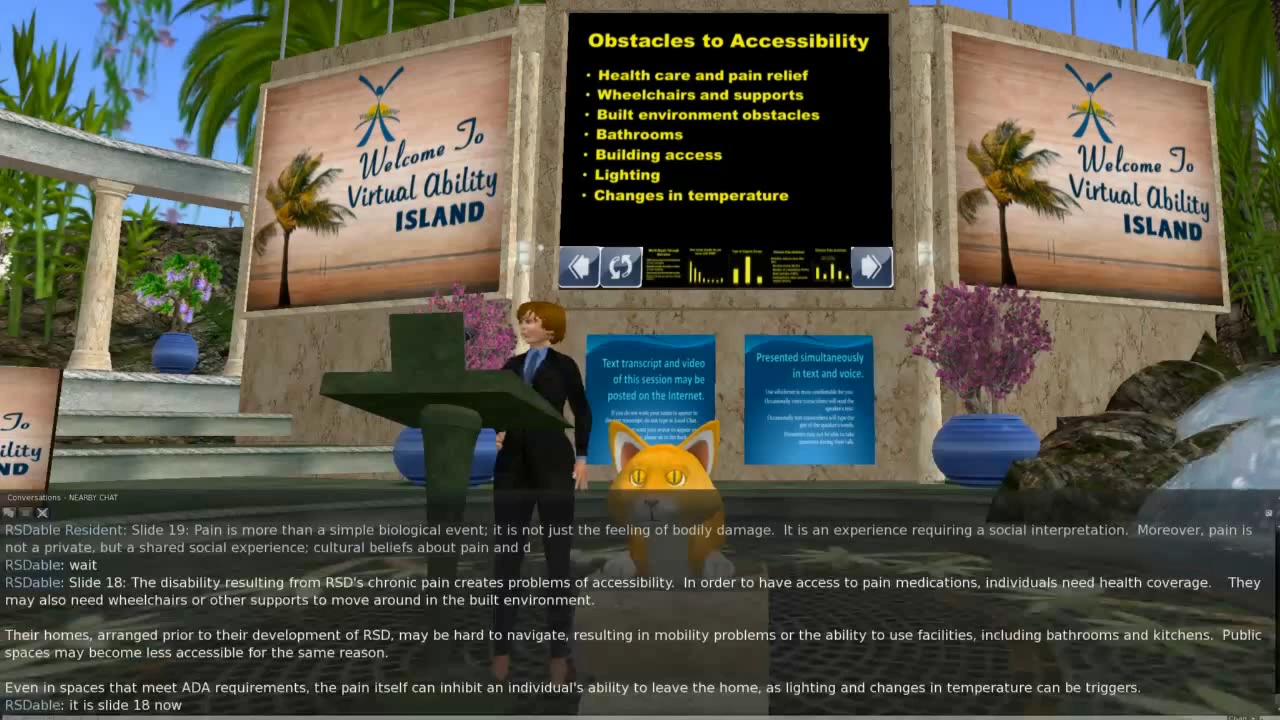 Obstacles to Accessibility
• Health care and pain relief
• Wheelchairs and supports
• Built environment obstacles
• Bathrooms
• Building access
• Lighting
• Changes in temperature
Welcome To
Virtual Ability
ISLAND
Welcome To
Virtual Ability
ISLAND
Text transcript and video
of this session may be
posted on the Internet.
Presented simultaneously
in text and voice.
To
ility
ND
Conversations - NEARBY CHAT
RSDable Resident: Slide 19: Pain is more than a simple biological event; it is not just the feeling of bodily damage. It is an experience requiring a social interpretation. Moreover, pain is
not a private, but a shared social experience; cultural beliefs about pain and d
RSDable: wait
RSDable: Slide 18: The disability resulting from RSD's chronic pain creates problems of accessibility. In order to have access to pain medications, individuals need health coverage. They
may also need wheelchairs or other supports to move around in the built environment.
Their homes, arranged prior to their development of RSD, may be hard to navigate, resulting in mobility problems or the ability to use facilities, including bathrooms and kitchens. Public
spaces may become less accessible for the same reason.
Even in spaces that meet ADA requirements, the pain itself can inhibit an individual's ability to leave the home, as lighting and changes in temperature can be triggers.
RSDable: it is slide 18 now